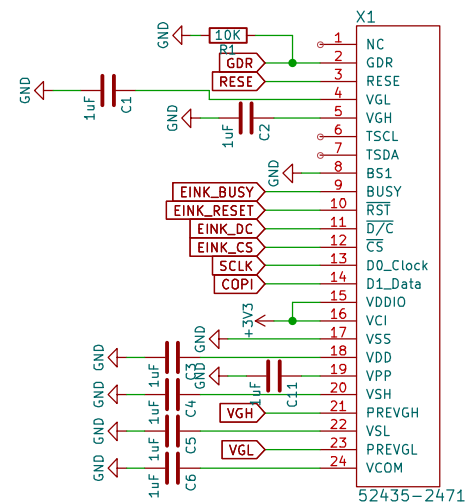 X1
GND 10K
R1
1 NC
GDR 2 GDR
RESE 3 RESE
GND 1uF C1 4 VGL
GND 1uF C2 5 VGH
6 TSCL
7 TSDA
GND 8 BS1
EINK_BUSY 9 BUSY
EINK_RESET 10 RST
EINK_DC 11 D/C
EINK_CS 12 CS
SCLK 13 D0_Clock
COPI 14 D1_Data
15 VDDIO
+3V3 16 VCI
GND 17 VSS
GND 1uF C3 18 VDD
GND 1uF C11 19 VPP
GND 1uF C4 20 VSH
VGH 21 PREVGH
GND 1uF C5 22 VSL
VGL 23 PREVGL
GND 1uF C6 24 VCOM
52435-2471